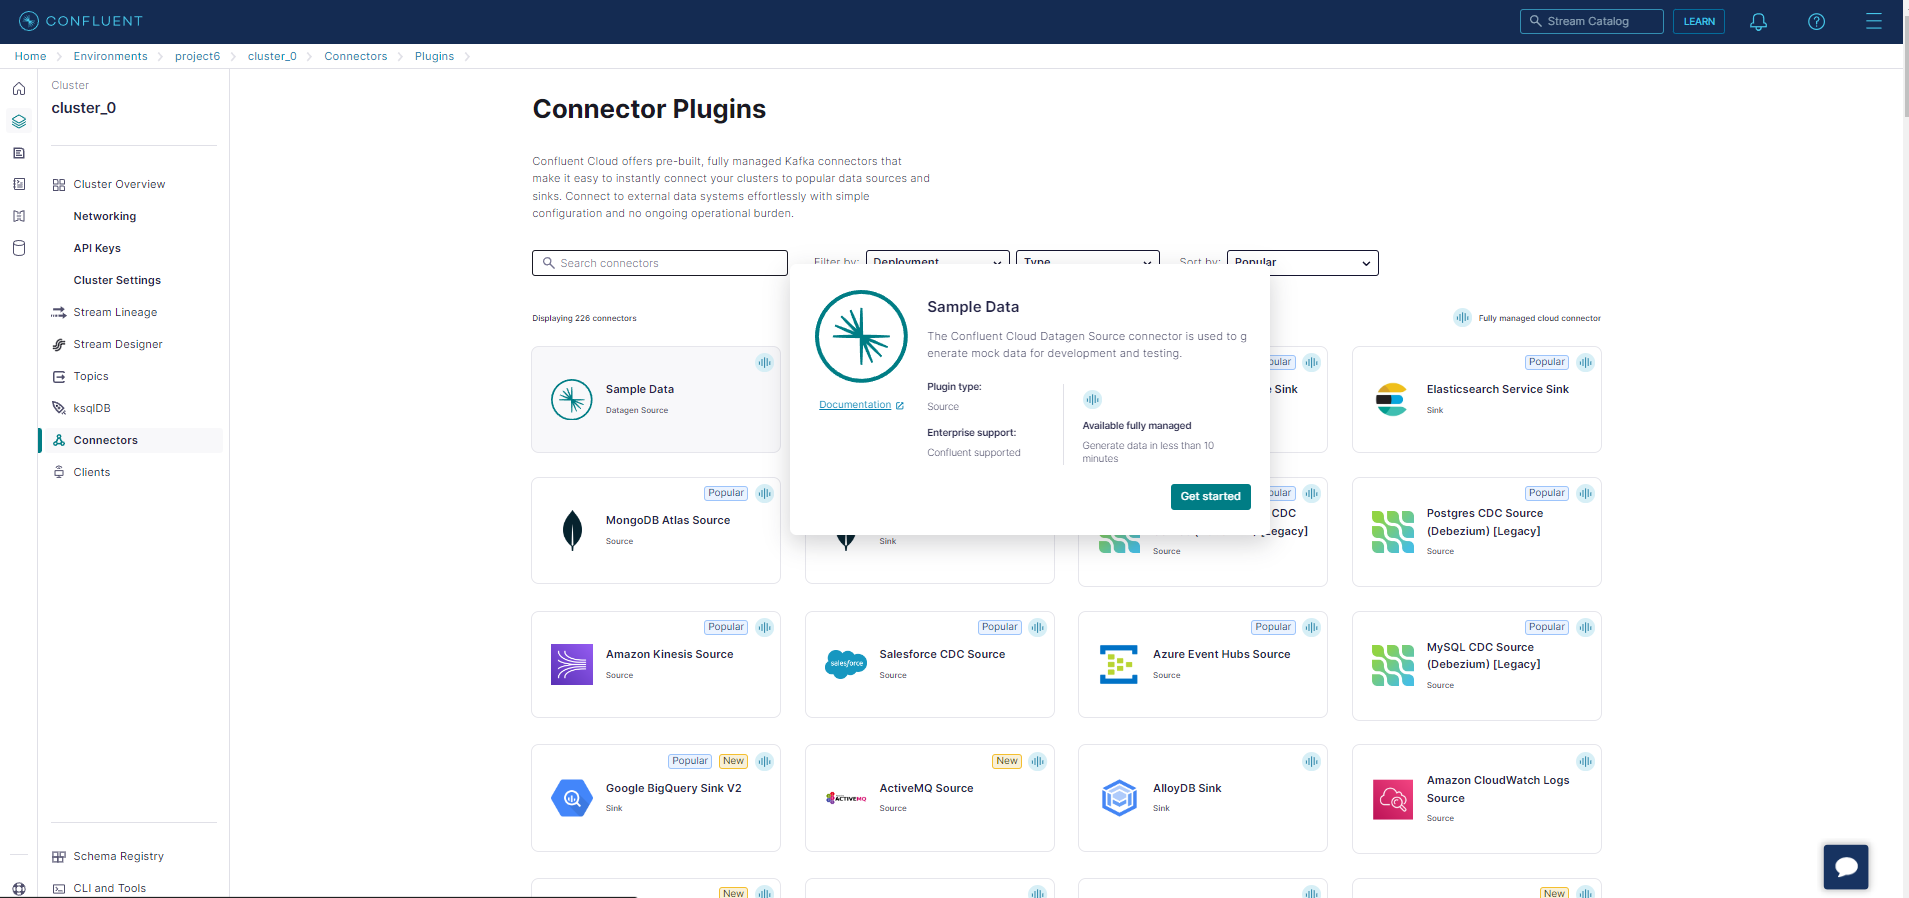 CONFLUENT
Stream Catalog
LEARN
Home
Environments
project6
cluster_0
Connectors
Plugins
Cluster
cluster_0
Cluster Overview
Networking
API Keys
Cluster Settings
Stream Lineage
Stream Designer
Topics
ksqlDB
Connectors
Clients
Schema Registry
CLI and Tools
Connector Plugins
Confluent Cloud offers pre-built, fully managed Kafka connectors that
make it easy to instantly connect your clusters to popular data sources and
sinks. Connect to external data systems effortlessly with simple
configuration and no ongoing operational burden.
Search connectors
Filter by:
Deployment
Type
Sort by:
Popular
Displaying 226 connectors
Fully managed cloud connector
Sample Data
Datagen Source
Sample Data
The Confluent Cloud Datagen Source connector is used to g
enerate mock data for development and testing.
Documentation
Plugin type:
Source
Enterprise support:
Confluent supported
Available fully managed
Generate data in less than 10
minutes
Get started
Sink
Popular
Elasticsearch Service Sink
Sink
Popular
MongoDB Atlas Source
Source
Sink
CDC
Source
Popular
Postgres CDC Source
(Debezium) [Legacy]
Source
Popular
Amazon Kinesis Source
Source
Popular
salesforce
Salesforce CDC Source
Source
Popular
Azure Event Hubs Source
Source
Popular
MySQL CDC Source
(Debezium) [Legacy]
Source
Popular
New
Google BigQuery Sink V2
Sink
New
ACTIVEMQ
ActiveMQ Source
Source
AlloyDB Sink
Sink
Amazon CloudWatch Logs
Source
Source
New
New